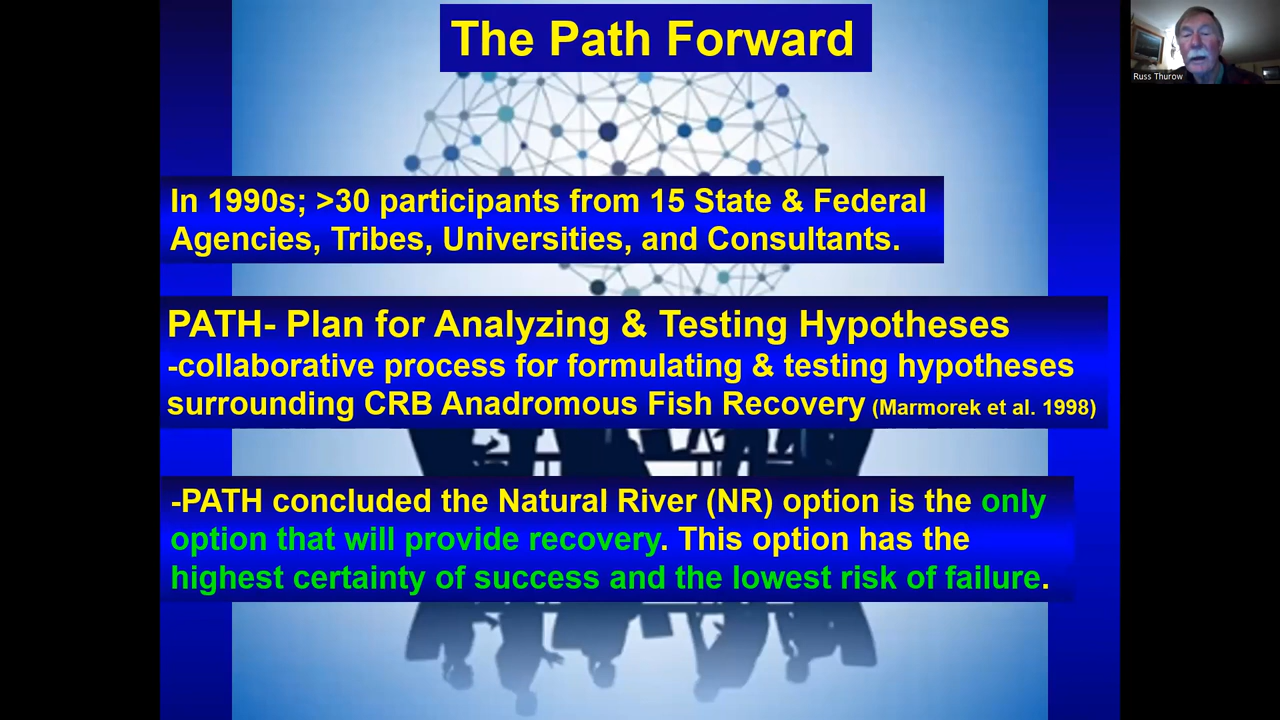 The Path Forward
Russ Thurow
In 1990s; >30 participants from 15 State & Federal
Agencies, Tribes, Universities, and Consultants.
PATH- Plan for Analyzing & Testing Hypotheses
-collaborative process for formulating & testing hypotheses
surrounding CRB Anadromous Fish Recovery (Marmorek et al. 1998)
-PATH concluded the Natural River (NR) option is the only
option that will provide recovery. This option has the
highest certainty of success and the lowest risk of failure.